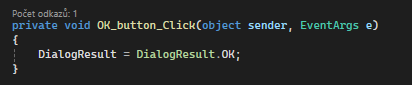 Počet odkazů: 1
private void OK_button_Click(object sender, EventArgs e)
{
    DialogResult = DialogResult.OK;
}